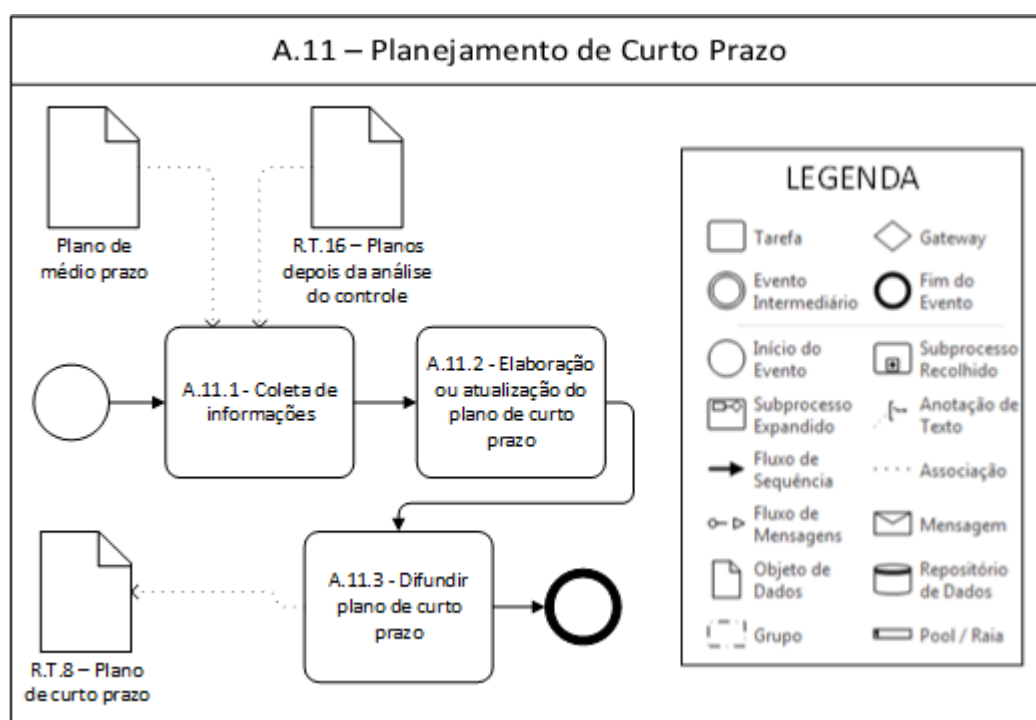 A.11 – Planejamento de Curto Prazo
Plano de
médio prazo
R.T.16 – Planos
depois da análise
do controle
A.11.1 - Coleta de
informações
A.11.2 - Elaboração
ou atualização do
plano de curto
prazo
A.11.3 - Difundir
plano de curto
prazo
R.T.8 – Plano
de curto prazo
LEGENDA
Tarefa
Gateway
Evento
Intermediário
Fim do
Evento
Início do
Evento
Subprocesso
Recolhido
Subprocesso
Expandido
Anotação de
Texto
Fluxo de
Sequência
Associação
Fluxo de
Mensagens
Mensagem
Objeto de
Dados
Repositório
de Dados
Grupo
Pool / Raia